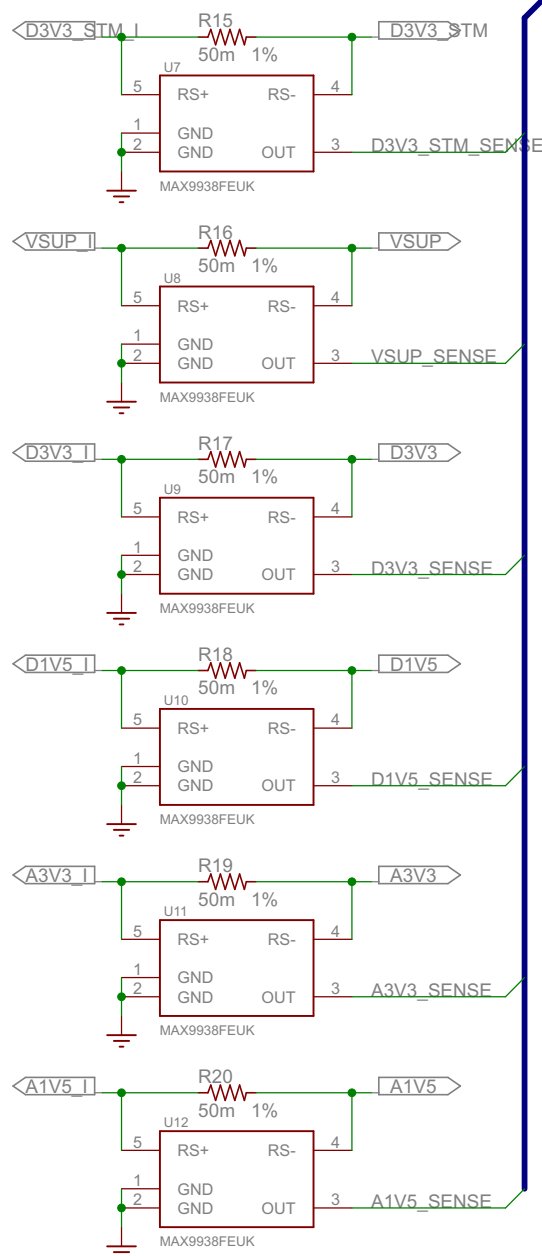 R15
D3V3_STM_I D3V3_STM
50m 1%
U7
5 RS+ RS- 4
1 GND
2 GND OUT 3 D3V3_STM_SENSE
MAX9938FEUK
R16
VSUP_I VSUP
50m 1%
U8
5 RS+ RS- 4
1 GND
2 GND OUT 3 VSUP_SENSE
MAX9938FEUK
R17
D3V3_I D3V3
50m 1%
U9
5 RS+ RS- 4
1 GND
2 GND OUT 3 D3V3_SENSE
MAX9938FEUK
R18
D1V5_I D1V5
50m 1%
U10
5 RS+ RS- 4
1 GND
2 GND OUT 3 D1V5_SENSE
MAX9938FEUK
R19
A3V3_I A3V3
50m 1%
U11
5 RS+ RS- 4
1 GND
2 GND OUT 3 A3V3_SENSE
MAX9938FEUK
R20
A1V5_I A1V5
50m 1%
U12
5 RS+ RS- 4
1 GND
2 GND OUT 3 A1V5_SENSE
MAX9938FEUK